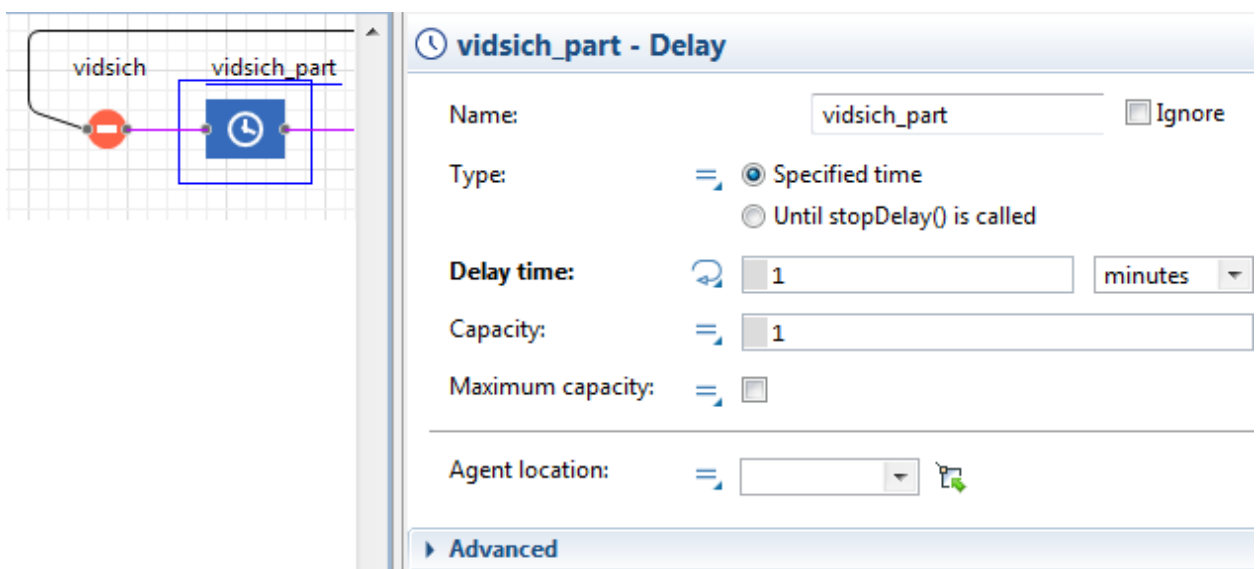 vidsich
vidsich_part
vidsich_part - Delay
Name:
vidsich_part
Ignore
Type:
Specified time
Until stopDelay() is called
Delay time:
1
minutes
Capacity:
1
Maximum capacity:
Agent location:
Advanced